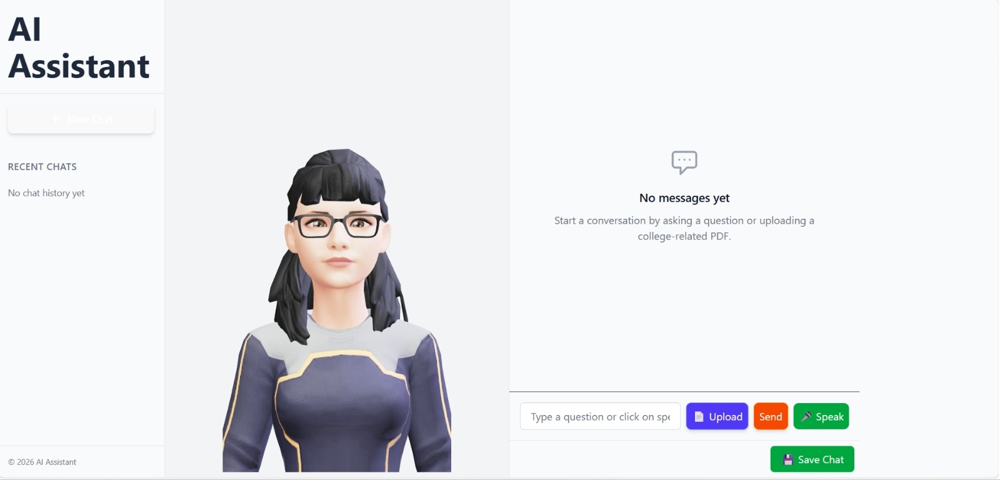 AI
Assistant
+ New Chat
RECENT CHATS
No chat history yet
© 2026 AI Assistant
No messages yet
Start a conversation by asking a question or uploading a
college-related PDF.
Type a question or click on spe
Upload
Send
Speak
Save Chat